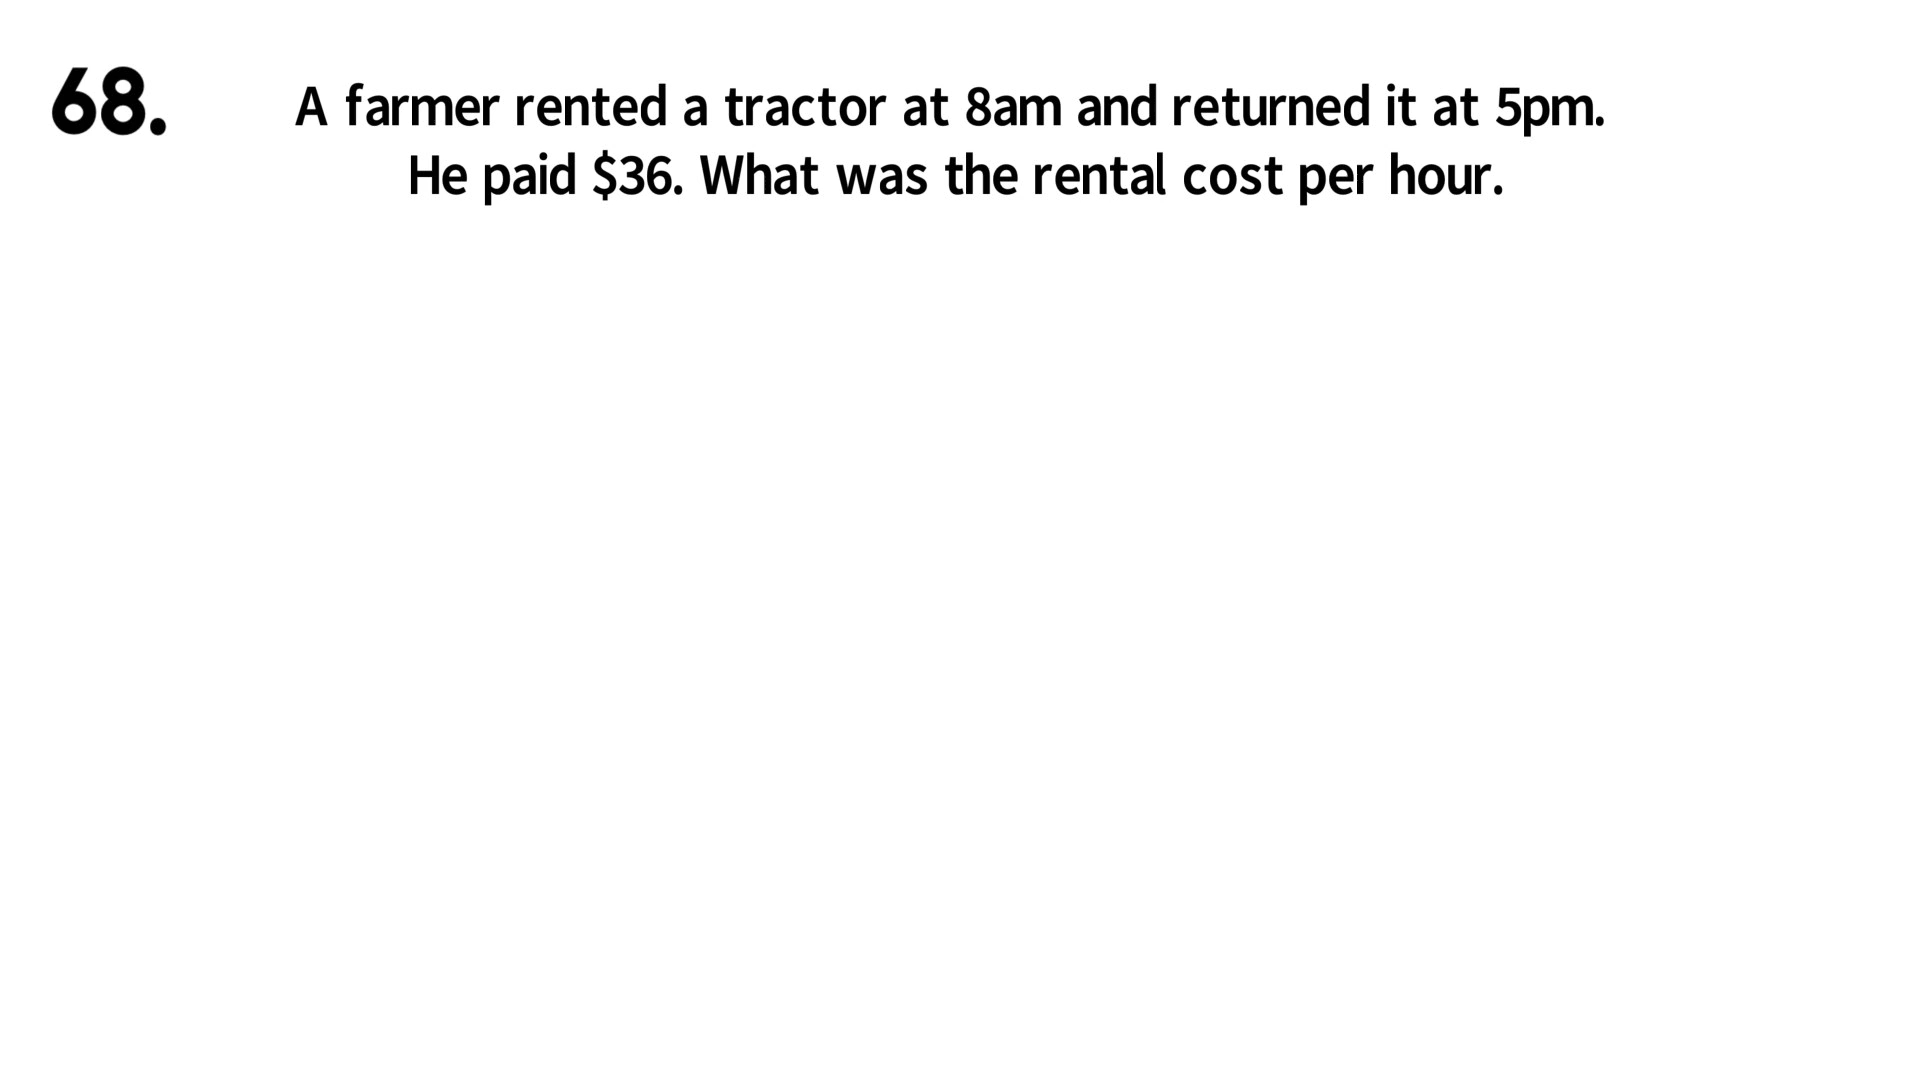 68.
A farmer rented a tractor at 8am and returned it at 5pm.
He paid $36. What was the rental cost per hour.